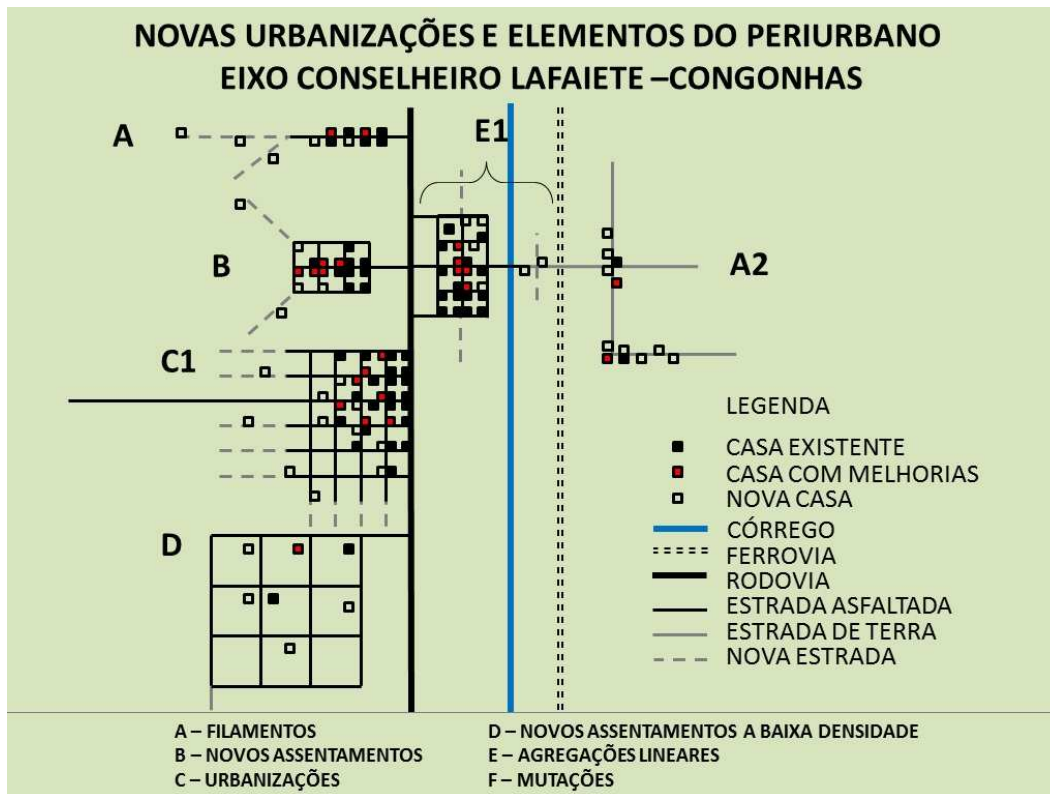 NOVAS URBANIZAÇÕES E ELEMENTOS DO PERIURBANO
EIXO CONSELHEIRO LAFAIETE –CONGONHAS
A
E1
B
A2
C1
D
LEGENDA
CASA EXISTENTE
CASA COM MELHORIAS
NOVA CASA
CÓRREGO
FERROVIA
RODOVIA
ESTRADA ASFALTADA
ESTRADA DE TERRA
NOVA ESTRADA
A – FILAMENTOS
B – NOVOS ASSENTAMENTOS
C – URBANIZAÇÕES
D – NOVOS ASSENTAMENTOS A BAIXA DENSIDADE
E – AGREGAÇÕES LINEARES
F – MUTAÇÕES